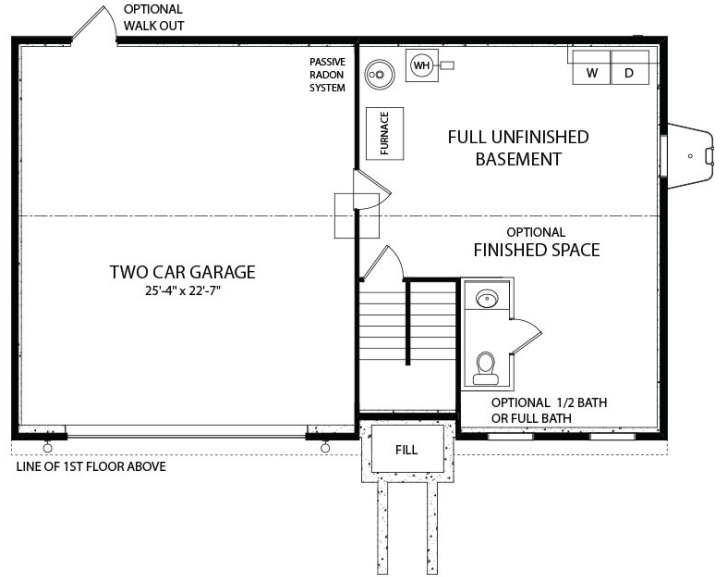 OPTIONAL
WALK OUT
PASSIVE
RADON
SYSTEM
WH
W
D
FURNACE
FULL UNFINISHED
BASEMENT
OPTIONAL
FINISHED SPACE
TWO CAR GARAGE
25'-4" x 22'-7"
OPTIONAL 1/2 BATH
OR FULL BATH
FILL
LINE OF 1ST FLOOR ABOVE